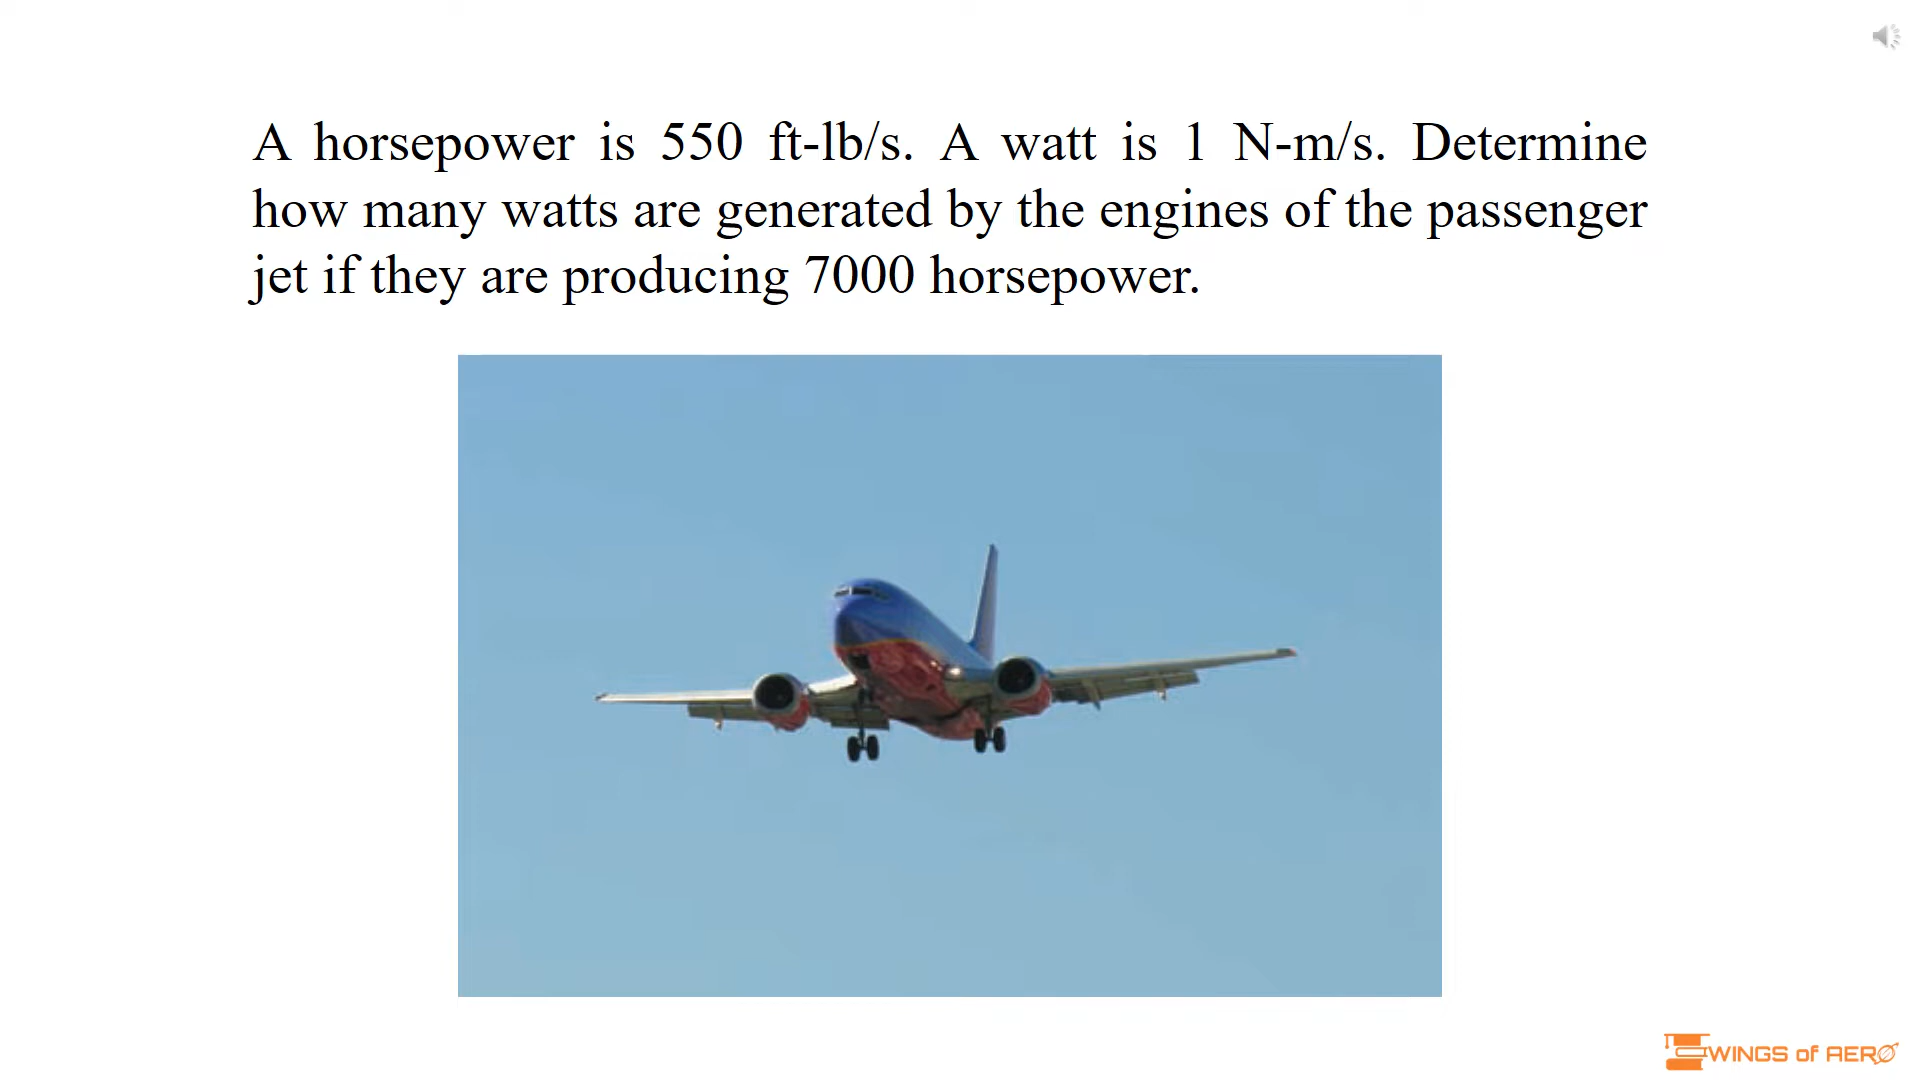 A horsepower is 550 ft-lb/s. A watt is 1 N-m/s. Determine
how many watts are generated by the engines of the passenger
jet if they are producing 7000 horsepower.
WINGS of AERO